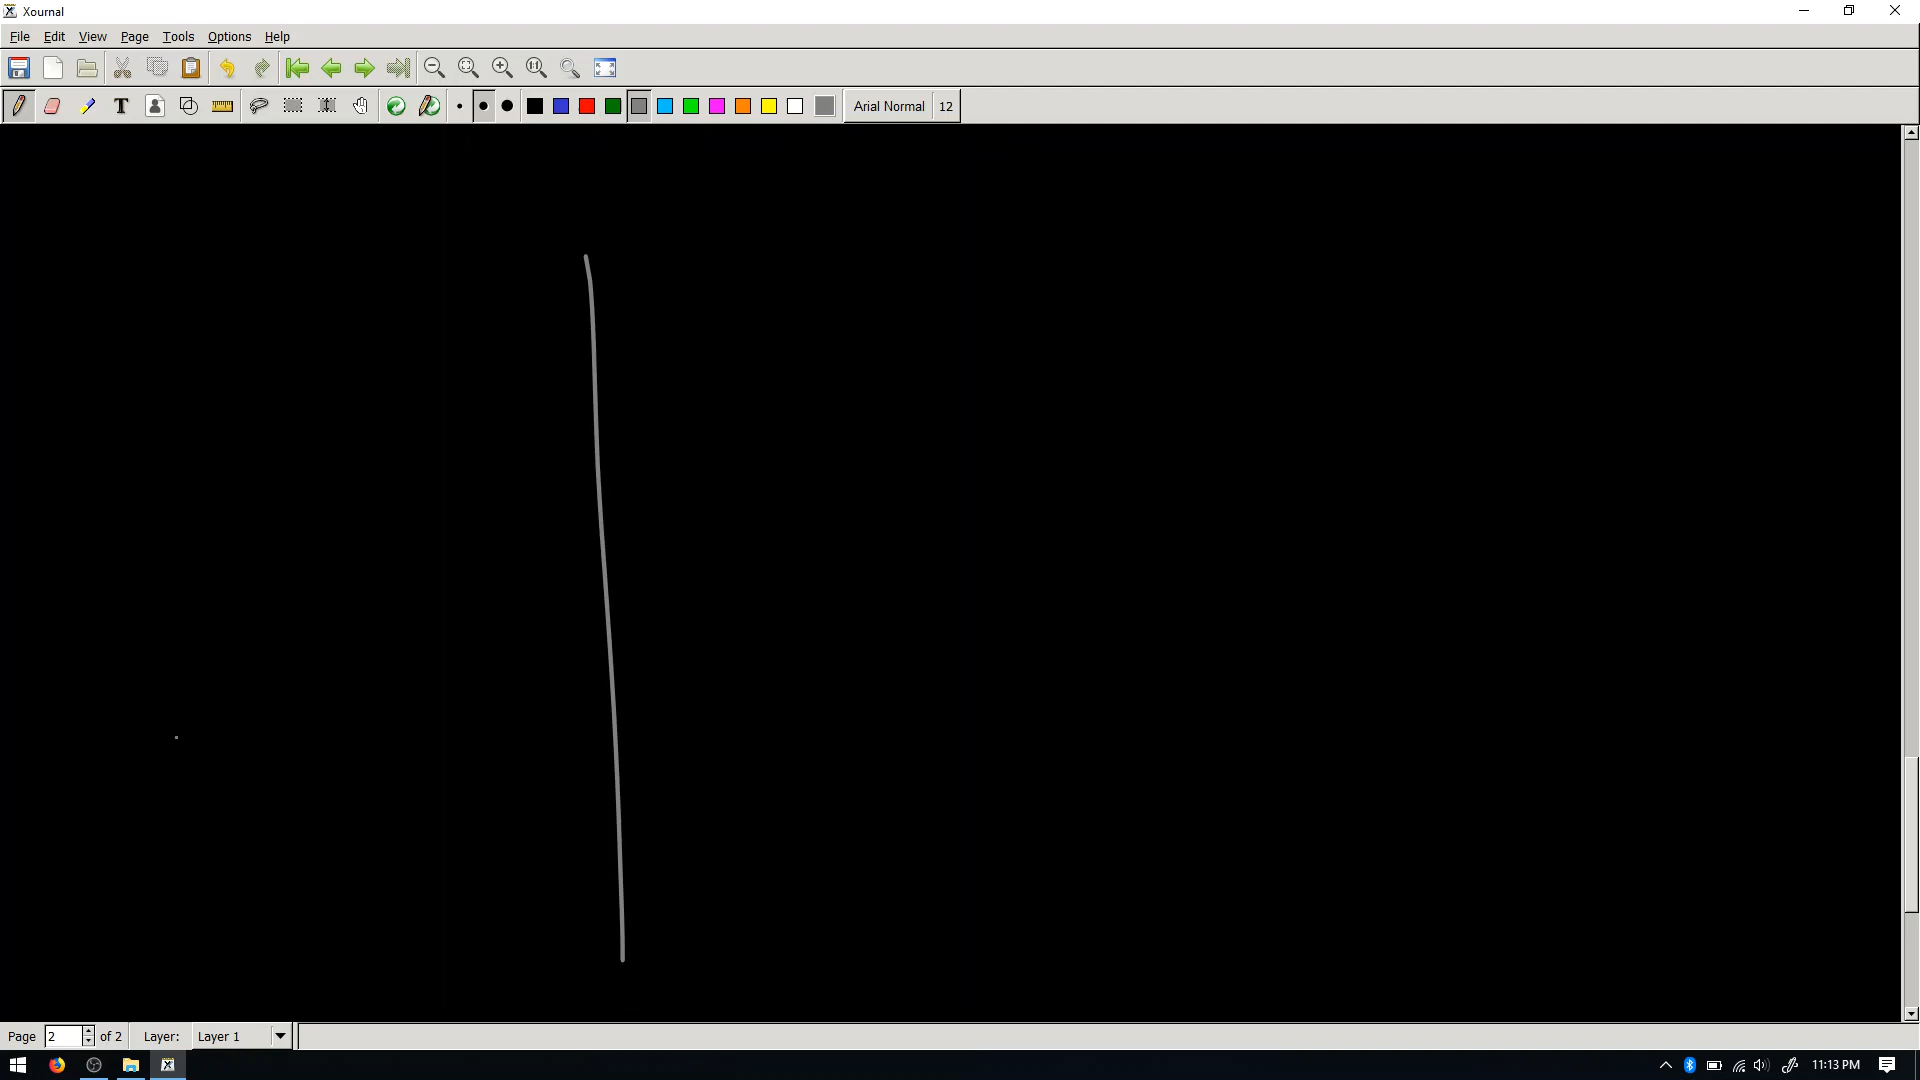 Xournal
File Edit View Page Tools Options Help
T Arial Normal 12
Page 2 of 2 Layer: Layer 1
11:13 PM